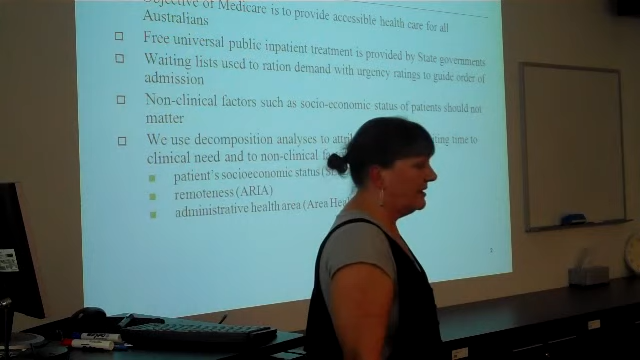 Objective of Medicare is to provide accessible health care for all
Australians
Free universal public inpatient treatment is provided by State governments
Waiting lists used to ration demand with urgency ratings to guide order of
admission
Non-clinical factors such as socio-economic status of patients should not
matter
We use decomposition analyses to time to
clinical need and to non-clinical
patient's socioeconomic status
remoteness (ARIA)
administrative health area (Area